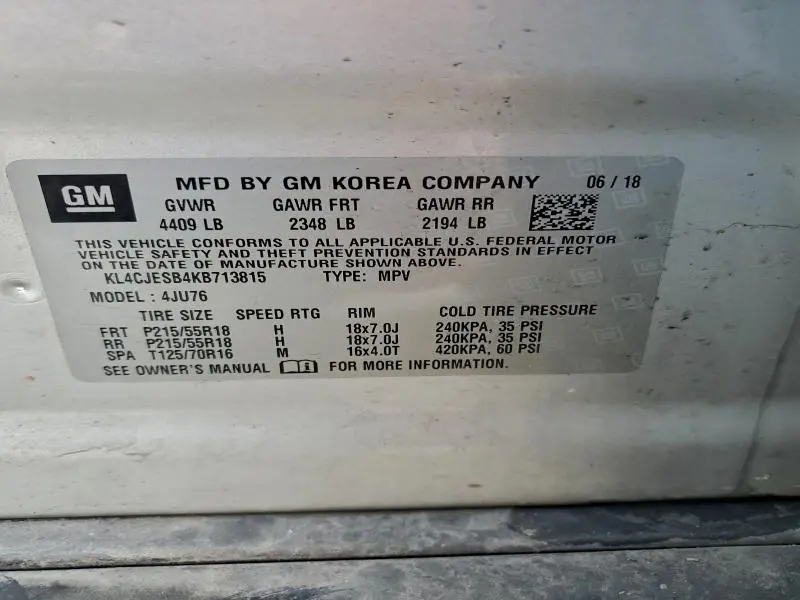 GM MFD BY GM KOREA COMPANY 06 / 18
GVWR GAWR FRT GAWR RR
4409 LB 2348 LB 2194 LB
THIS VEHICLE CONFORMS TO ALL APPLICABLE U.S. FEDERAL MOTOR
VEHICLE SAFETY AND THEFT PREVENTION STANDARDS IN EFFECT
ON THE DATE OF MANUFACTURE SHOWN ABOVE.
KL4CJESB4KB713815 TYPE: MPV
MODEL : 4JU76
TIRE SIZE SPEED RTG RIM COLD TIRE PRESSURE
FRT P215/55R18 H 18x7.0J 240KPA, 35 PSI
RR P215/55R18 H 18x7.0J 240KPA, 35 PSI
SPA T125/70R16 M 16x4.0T 420KPA, 60 PSI
SEE OWNER'S MANUAL FOR MORE INFORMATION.